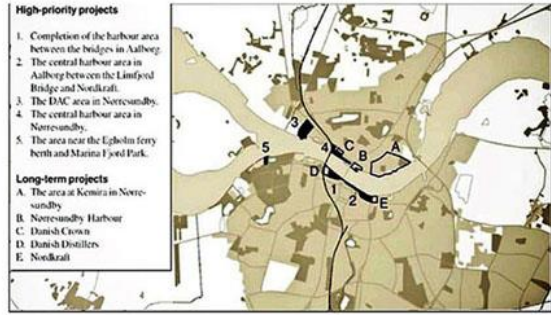 High-priority projects
1. Completion of the harbour area
between the bridges in Aalborg.
2. The central harbour area in
Aalborg between the Limfjord
Bridge and Nordkraft.
3. The DAC area in Nørresundby.
4. The central harbour area in
Nørresundby.
5. The area near the Egholm ferry
berth and Marina Fjord Park.
Long-term projects
A. The area at Kemira in Nørre-
sundby
B. Nørresundby Harbour
C. Danish Crown
D. Danish Distillers
E. Nordkraft
3
4
C
B
A
5
D
1
2
E